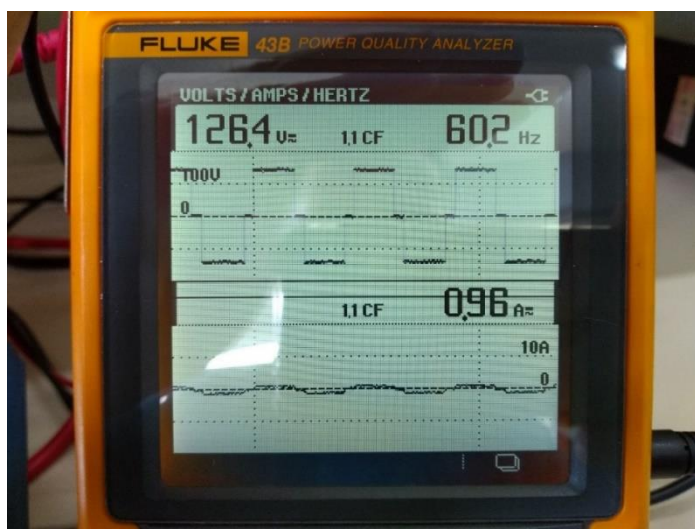 FLUKE 43B POWER QUALITY ANALYZER
VOLTS / AMPS / HERTZ
126.4 V≂ 1.1 CF 60.2 Hz
100V
0
1.1 CF 0.96 A≂
10A
0